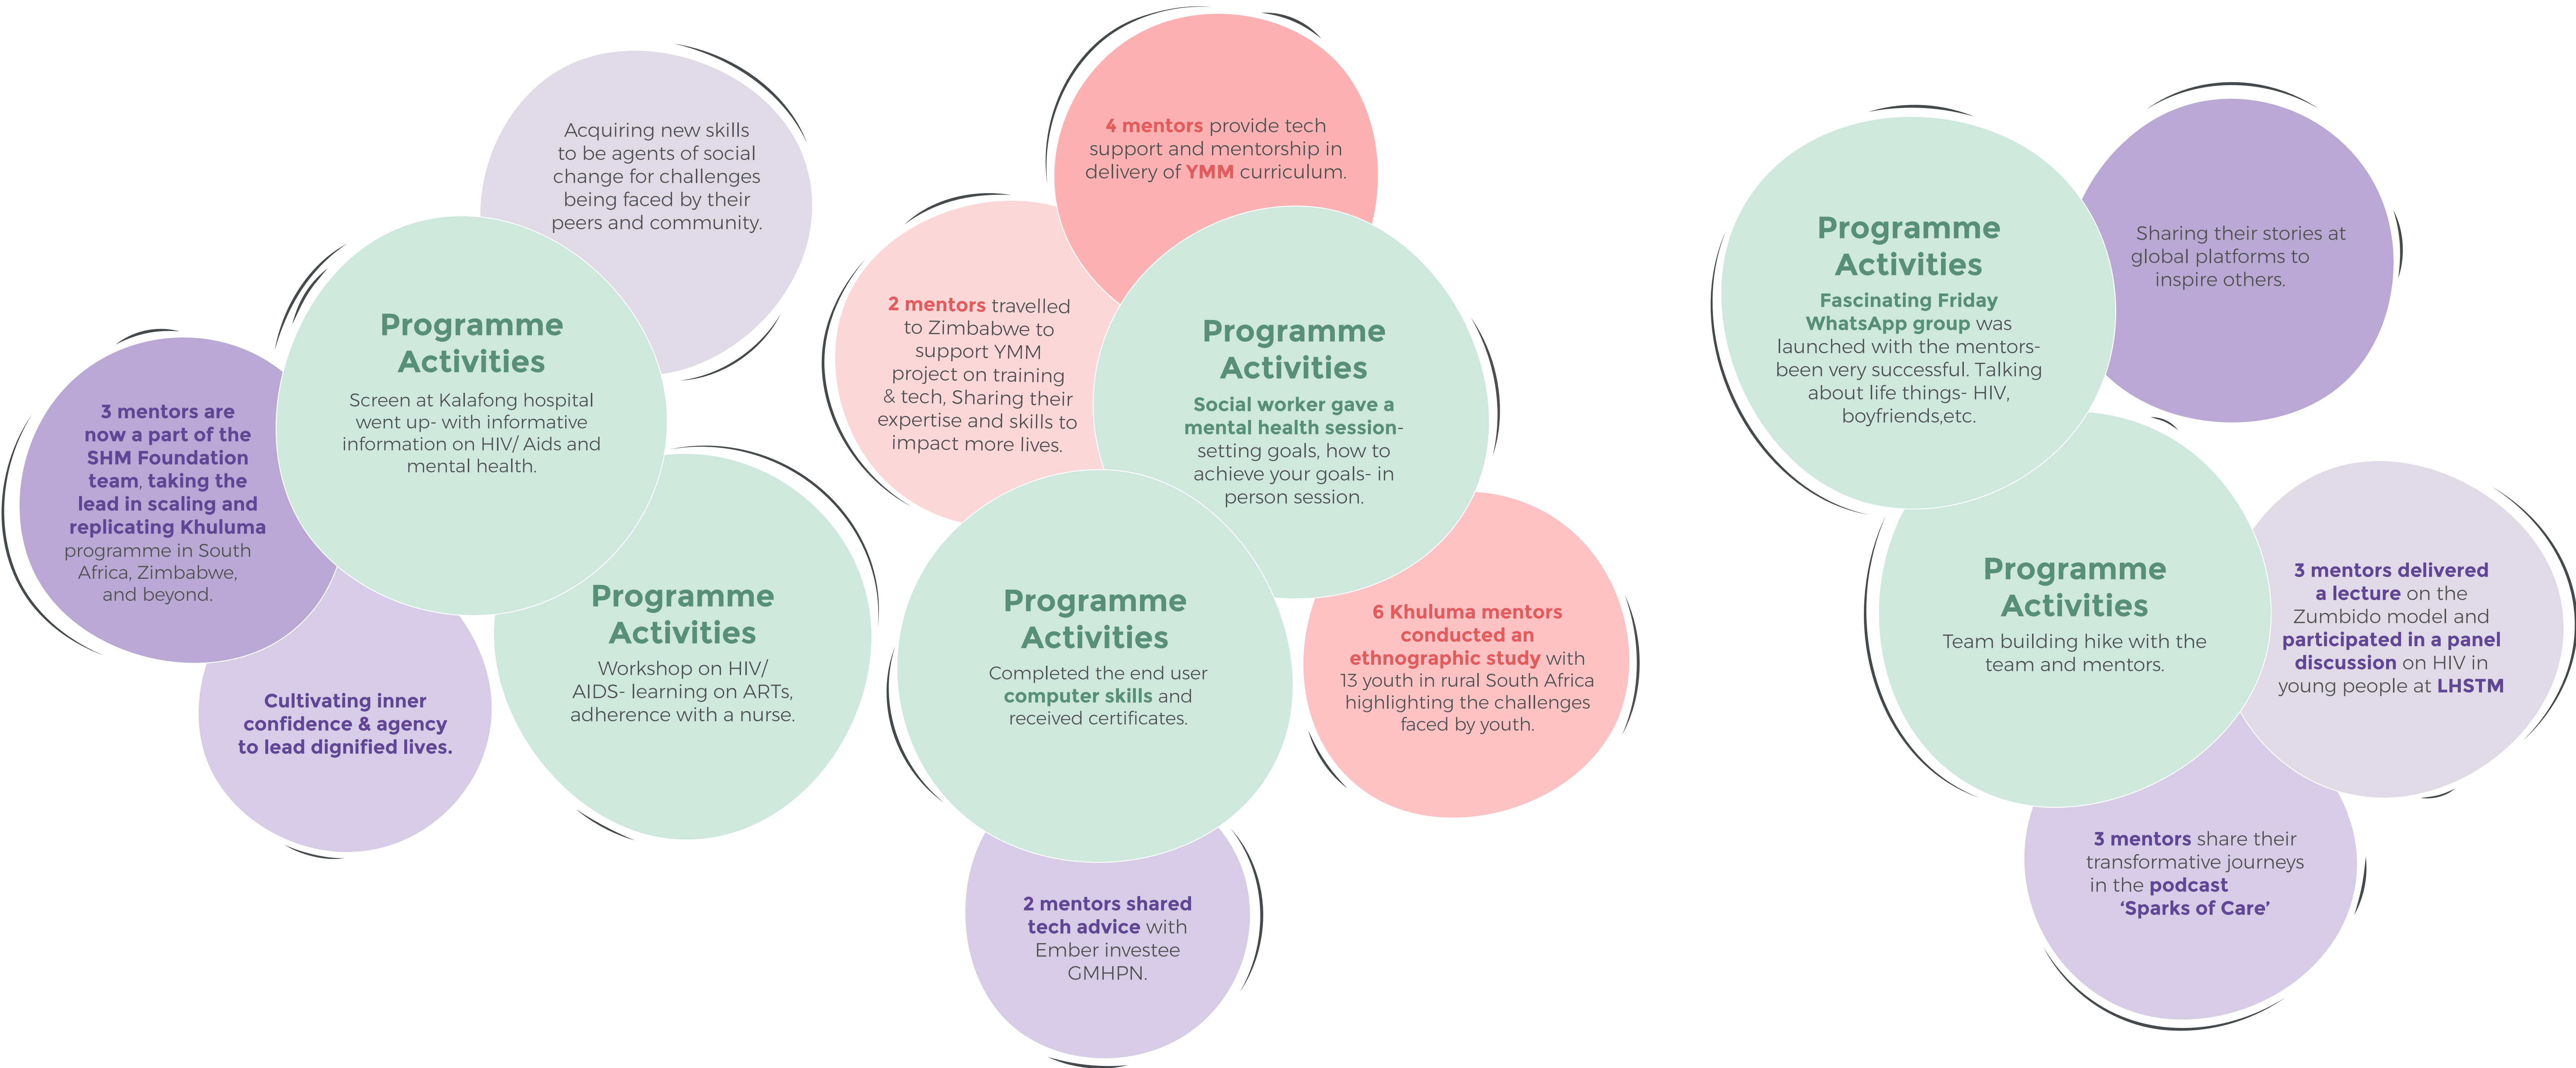 Acquiring new skills
to be agents of social
change for challenges
being faced by their
peers and community.
Programme
Activities
Screen at Kalafong hospital
went up- with informative
information on HIV/ Aids and
mental health.
3 mentors are
now a part of the
SHM Foundation
team, taking the
lead in scaling and
replicating Khuluma
programme in South
Africa, Zimbabwe,
and beyond.
Cultivating inner
confidence & agency
to lead dignified lives.
Programme
Activities
Workshop on HIV/
AIDS- learning on ARTs,
adherence with a nurse.
4 mentors provide tech
support and mentorship in
delivery of YMM curriculum.
2 mentors travelled
to Zimbabwe to
support YMM
project on training
& tech, Sharing their
expertise and skills to
impact more lives.
Programme
Activities
Social worker gave a
mental health session-
setting goals, how to
achieve your goals- in
person session.
Programme
Activities
Completed the end user
computer skills and
received certificates.
6 Khuluma mentors
conducted an
ethnographic study with
13 youth in rural South Africa
highlighting the challenges
faced by youth.
2 mentors shared
tech advice with
Ember investee
GMHPN.
Programme
Activities
Fascinating Friday
WhatsApp group was
launched with the mentors-
been very successful. Talking
about life things- HIV,
boyfriends,etc.
Sharing their stories at
global platforms to
inspire others.
Programme
Activities
Team building hike with the
team and mentors.
3 mentors delivered
a lecture on the
Zumbido model and
participated in a panel
discussion on HIV in
young people at LHSTM
3 mentors share their
transformative journeys
in the podcast
‘Sparks of Care’